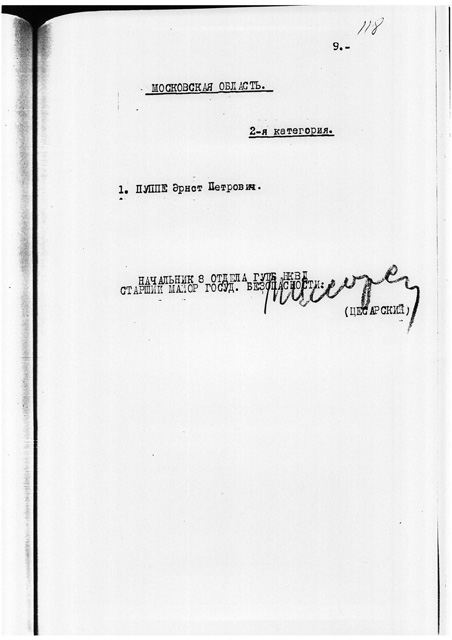 118
9.-
МОСКОВСКАЯ ОБЛАСТЬ.
2-я категория.
1. ПУППЕ Эрнст Петрович.
НАЧАЛЬНИК 8 ОТДЕЛА ГУГБ НКВД
СТАРШИЙ МАЙОР ГОСУД. БЕЗОПАСНОСТИ:
(ЦЕСАРСКИЙ)